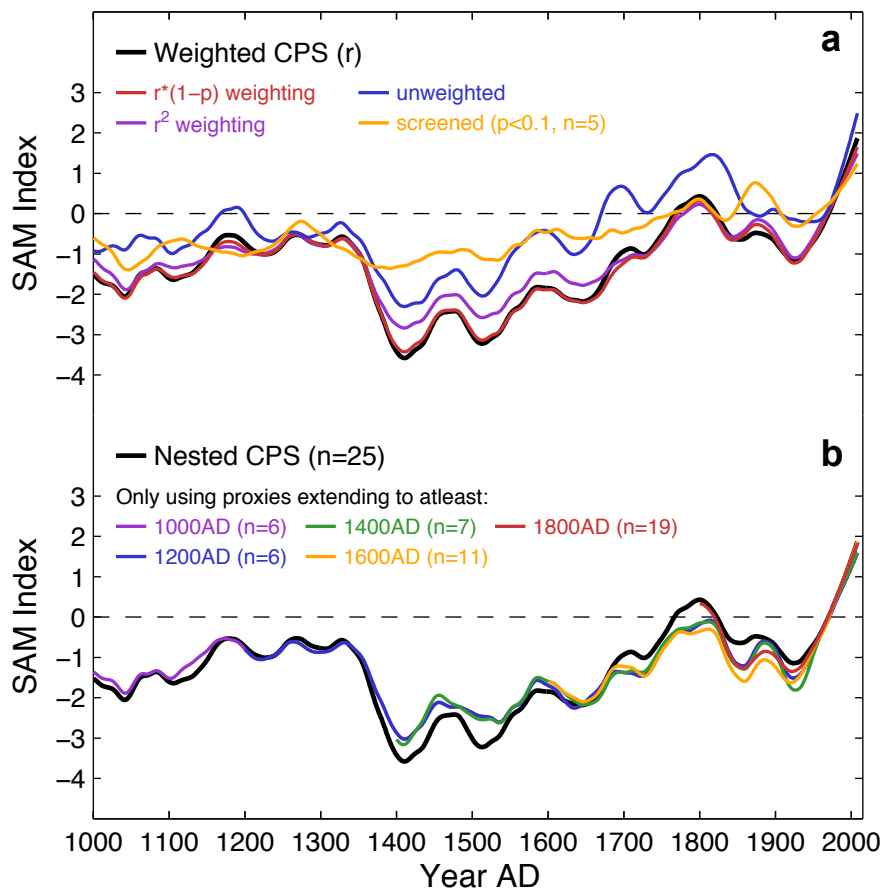 a
Weighted CPS (r)
r*(1-p) weighting unweighted
r² weighting screened (p<0.1, n=5)
SAM Index
3
2
1
0
−1
−2
−3
−4
b
Nested CPS (n=25)
Only using proxies extending to atleast:
1000AD (n=6) 1400AD (n=7) 1800AD (n=19)
1200AD (n=6) 1600AD (n=11)
SAM Index
3
2
1
0
−1
−2
−3
−4
1000 1100 1200 1300 1400 1500 1600 1700 1800 1900 2000
Year AD